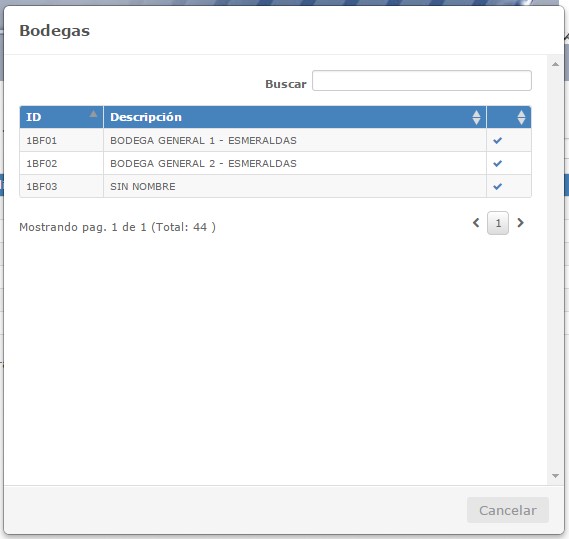 Bodegas
Buscar
ID Descripción
1BF01 BODEGA GENERAL 1 - ESMERALDAS
1BF02 BODEGA GENERAL 2 - ESMERALDAS
1BF03 SIN NOMBRE
Mostrando pag. 1 de 1 (Total: 44 ) 1
Cancelar